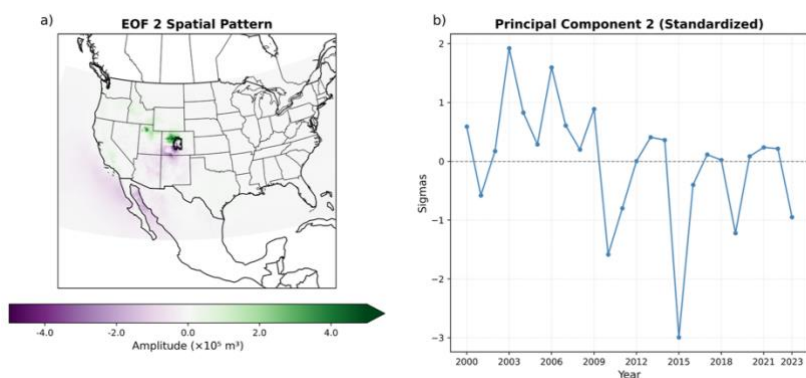 a)
EOF 2 Spatial Pattern
-4.0
-2.0
0.0
2.0
4.0
Amplitude (×10⁵ m³)
b)
Principal Component 2 (Standardized)
2
1
0
−1
−2
−3
Sigmas
2000
2003
2006
2009
2012
2015
2018
2021
2023
Year